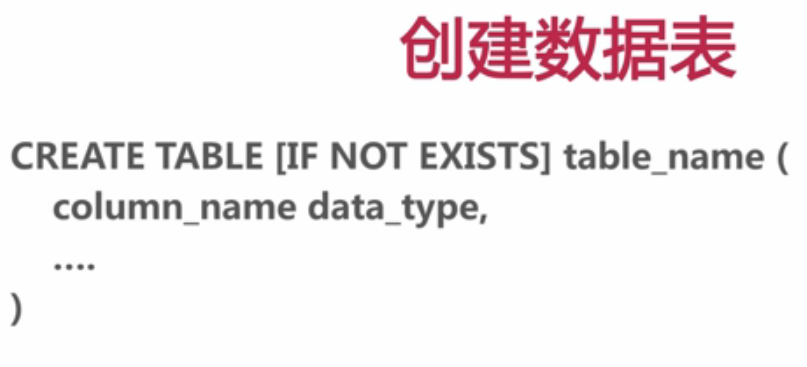 创建数据表
CREATE TABLE [IF NOT EXISTS] table_name (
column_name data_type,
....
)